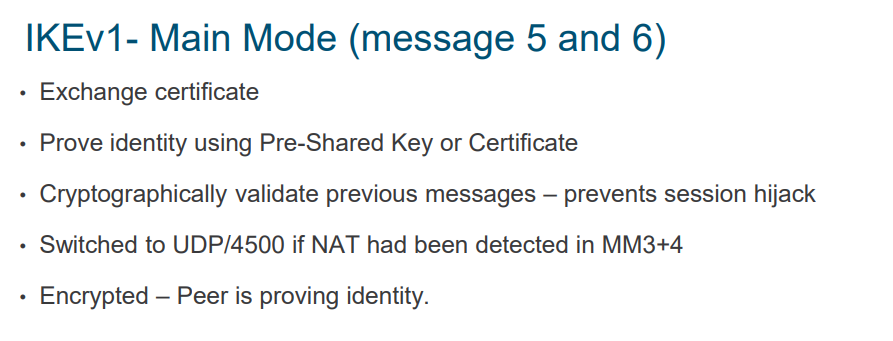 IKEv1- Main Mode (message 5 and 6)
• Exchange certificate
• Prove identity using Pre-Shared Key or Certificate
• Cryptographically validate previous messages – prevents session hijack
• Switched to UDP/4500 if NAT had been detected in MM3+4
• Encrypted – Peer is proving identity.